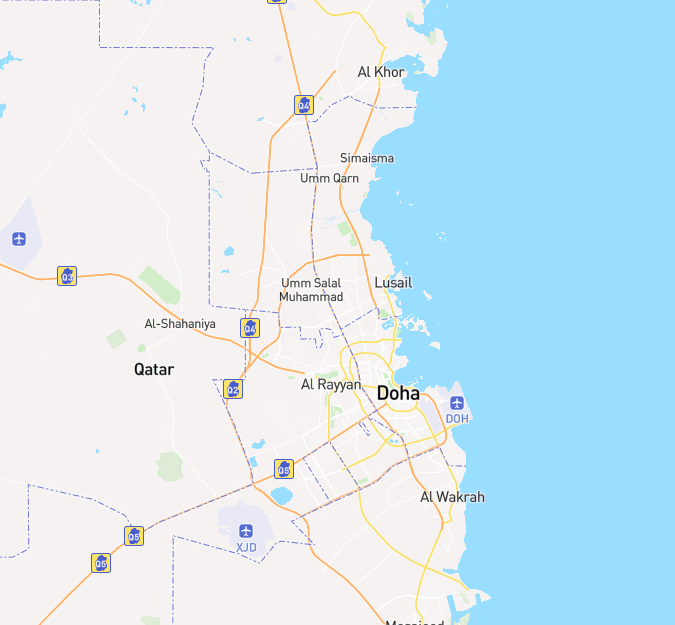 Al Khor
Q4
Simaisma
Umm Qarn
Q3
Umm Salal
Muhammad
Lusail
Al-Shahaniya
Q4
Qatar
Al Rayyan
Q2
Doha
DOH
Q5
Al Wakrah
Q5
XJD
Q5